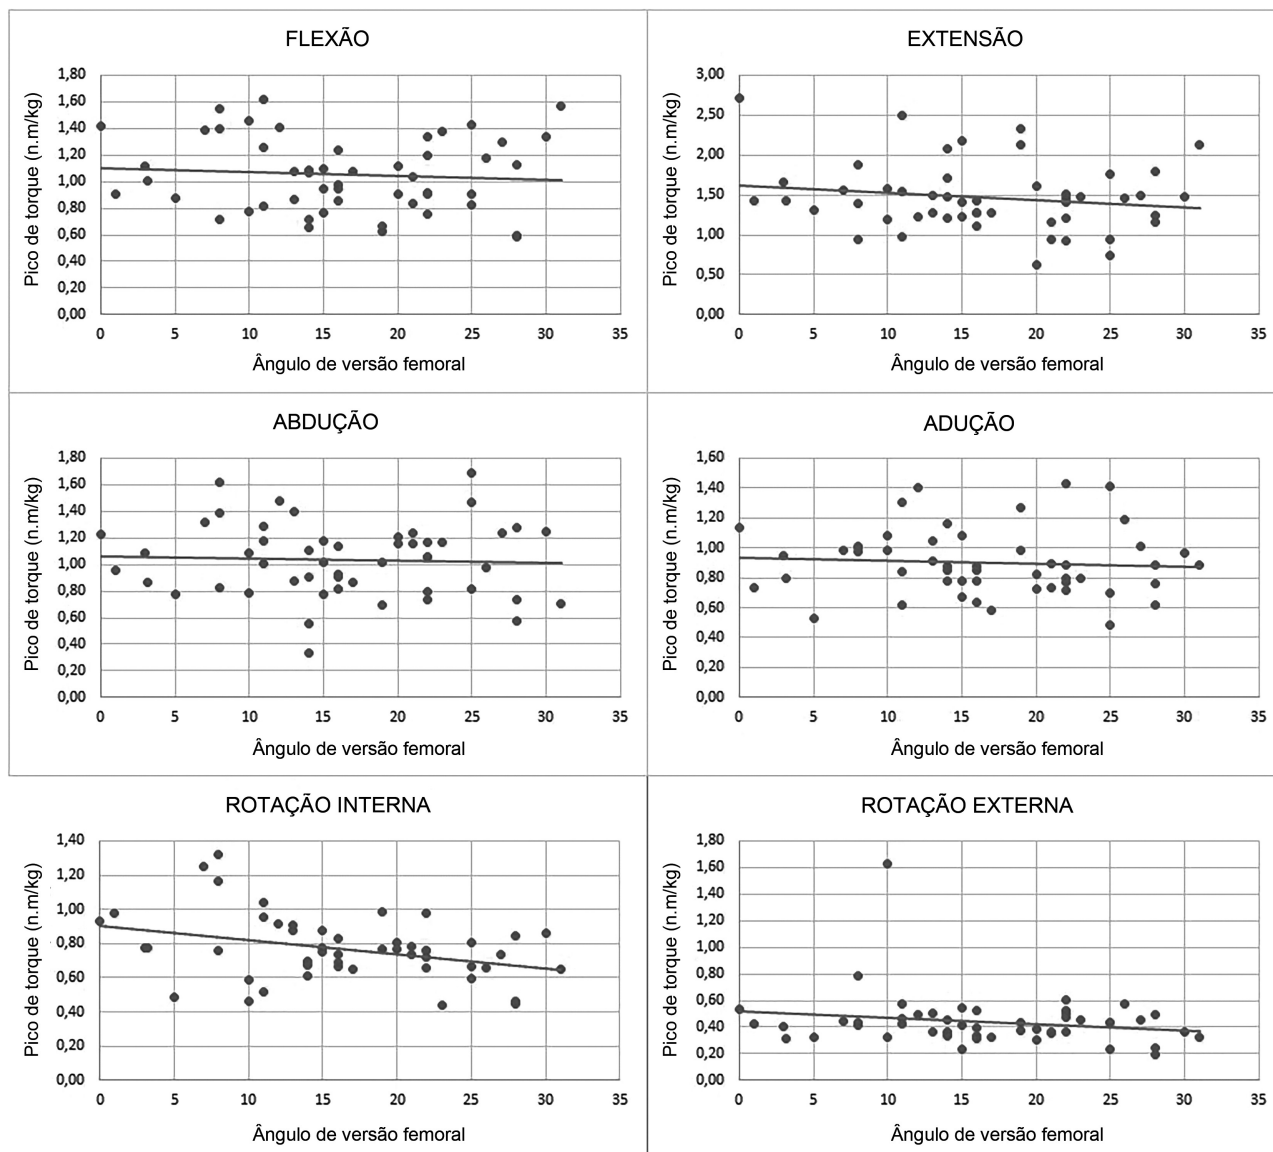 FLEXÃO
Pico de torque (n.m/kg)
1,80
1,60
1,40
1,20
1,00
0,80
0,60
0,40
0,20
0,00
0 5 10 15 20 25 30 35
Ângulo de versão femoral
EXTENSÃO
Pico de torque (n.m/kg)
3,00
2,50
2,00
1,50
1,00
0,50
0,00
0 5 10 15 20 25 30 35
Ângulo de versão femoral
ABDUÇÃO
Pico de torque (n.m/kg)
1,80
1,60
1,40
1,20
1,00
0,80
0,60
0,40
0,20
0,00
0 5 10 15 20 25 30 35
Ângulo de versão femoral
ADUÇÃO
Pico de torque (n.m/kg)
1,60
1,40
1,20
1,00
0,80
0,60
0,40
0,20
0,00
0 5 10 15 20 25 30 35
Ângulo de versão femoral
ROTAÇÃO INTERNA
Pico de torque (n.m/kg)
1,40
1,20
1,00
0,80
0,60
0,40
0,20
0,00
0 5 10 15 20 25 30 35
Ângulo de versão femoral
ROTAÇÃO EXTERNA
Pico de torque (n.m/kg)
1,80
1,60
1,40
1,20
1,00
0,80
0,60
0,40
0,20
0,00
0 5 10 15 20 25 30 35
Ângulo de versão femoral